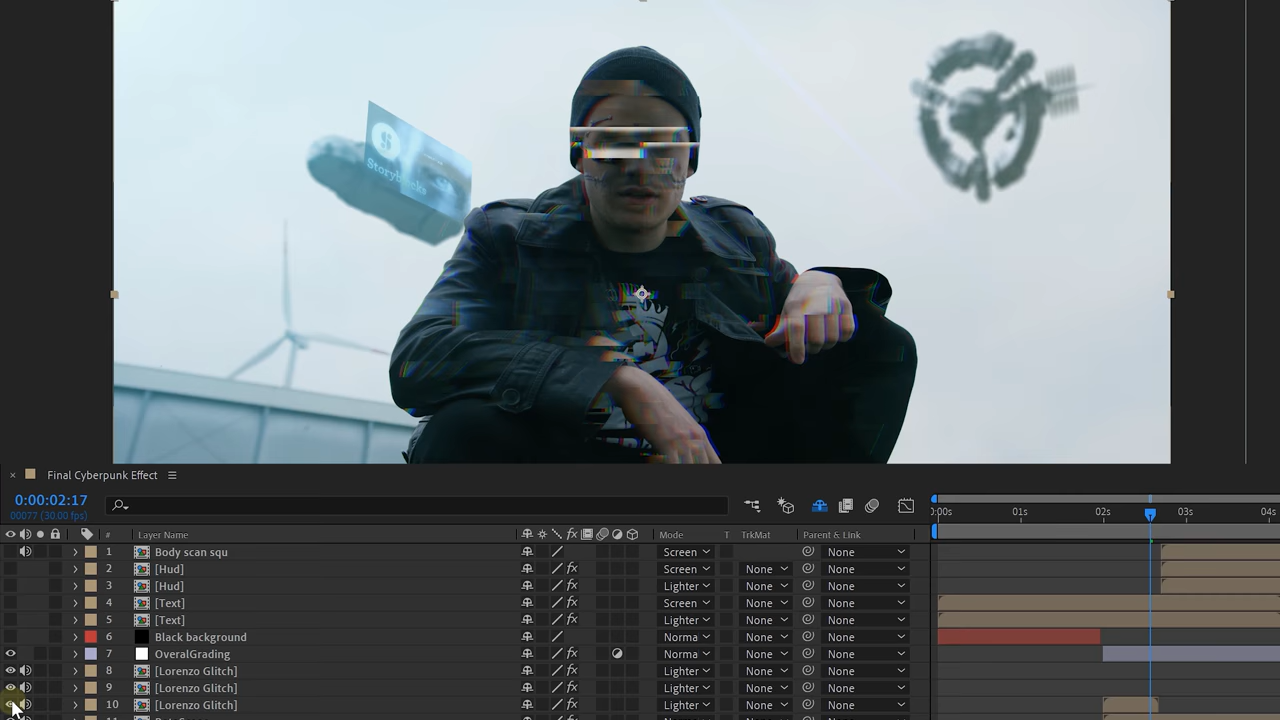 Storyblocks
Final Cyberpunk Effect
0:00:02:17
00077 (30.00 fps)
0:00s 01s 02s 03s 04s
# Layer Name Mode T TrkMat Parent & Link
1 Body scan squ Screen None
2 [Hud] Screen None None
3 [Hud] Lighter None None
4 [Text] Screen None None
5 [Text] Lighter None None
6 Black background Norma None None
7 OveralGrading Norma None None
8 [Lorenzo Glitch] Lighter None None
9 [Lorenzo Glitch] Lighter None None
10 [Lorenzo Glitch] Lighter None None